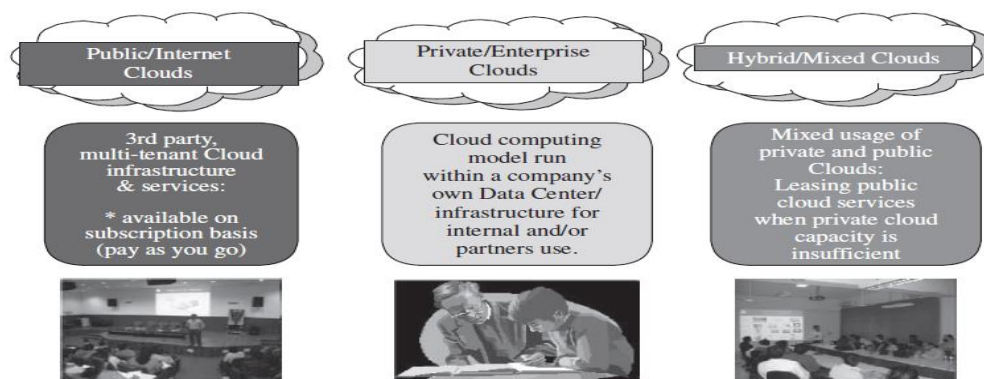 Public/Internet
Clouds
Private/Enterprise
Clouds
Hybrid/Mixed Clouds
3rd party,
multi-tenant Cloud
infrastructure
& services:
* available on
subscription basis
(pay as you go)
Cloud computing
model run
within a company’s
own Data Center/
infrastructure for
internal and/or
partners use.
Mixed usage of
private and public
Clouds:
Leasing public
cloud services
when private cloud
capacity is
insufficient